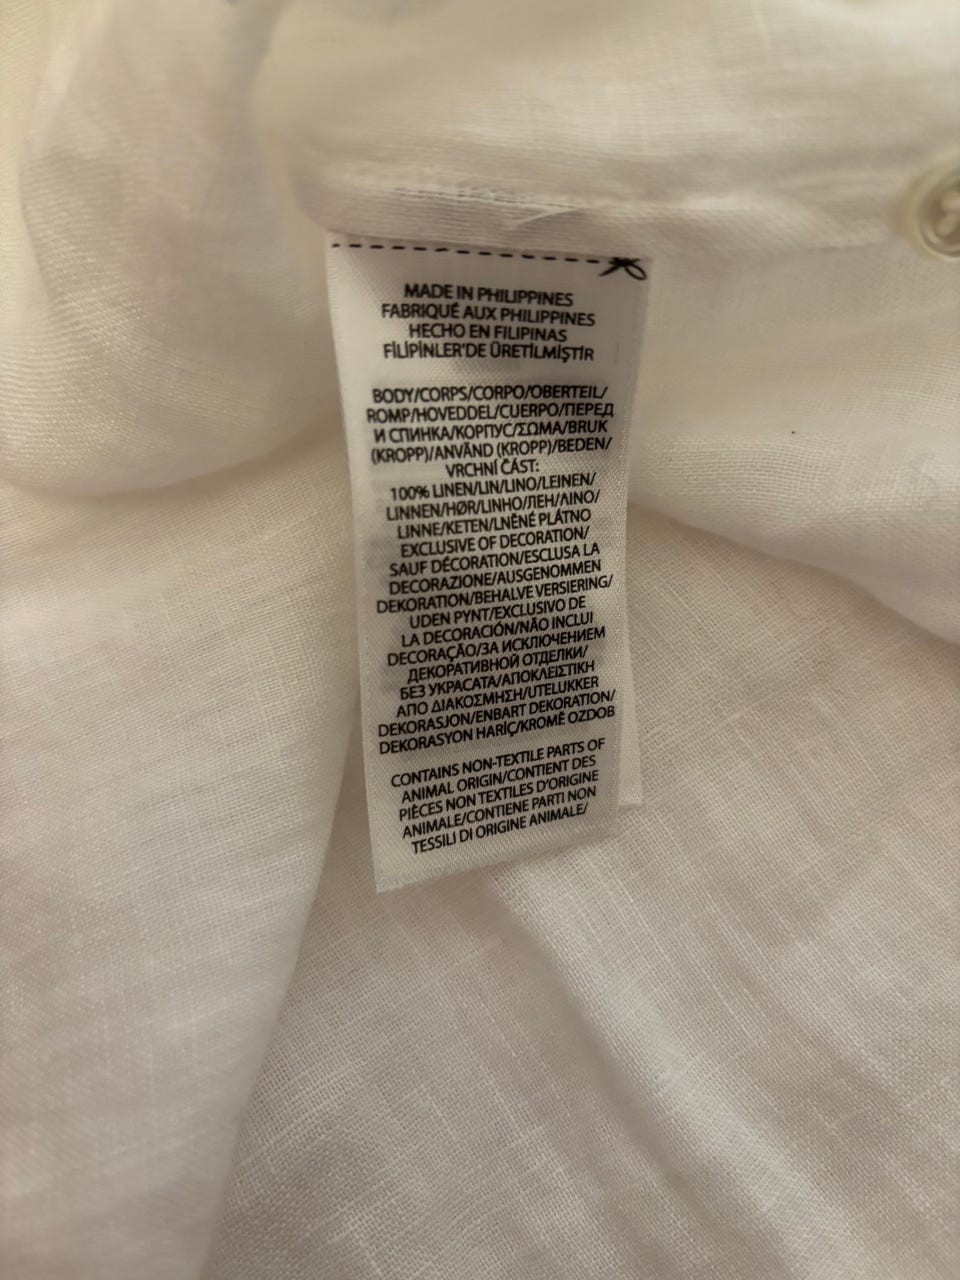 MADE IN PHILIPPINES
FABRIQUÉ AUX PHILIPPINES
HECHO EN FILIPINAS
FİLİPİNLER'DE ÜRETİLMİŞTİR
BODY/CORPS/CORPO/OBERTEIL/
ROMP/HOVEDDEL/CUERPO/ПЕРЕД
И СПИНКА/КОРПУС/ΣΩΜΑ/BRUK
(KROPP)/ANVÄND (KROPP)/BEDEN/
VRCHNÍ ČÁST:
100% LINEN/LIN/LINO/LEINEN/
LINNEN/HØR/LINHO/ЛЕН/ΛΙΝΟ/
LINNE/KETEN/LNĚNÉ PLÁTNO
EXCLUSIVE OF DECORATION/
SAUF DÉCORATION/ESCLUSA LA
DECORAZIONE/AUSGENOMMEN
DEKORATION/BEHALVE VERSIERING/
UDEN PYNT/EXCLUSIVO DE
LA DECORACIÓN/NÃO INCLUI
DECORAÇÃO/ЗА ИСКЛЮЧЕНИЕМ
ДЕКОРАТИВНОЙ ОТДЕЛКИ/
БЕЗ УКРАСАТА/ΑΠΟΚΛΕΙΣΤΙΚΗ
ΑΠΟ ΔΙΑΚΟΣΜΗΣΗ/UTELUKKER
DEKORASJON/ENBART DEKORATION/
DEKORASYON HARİÇ/KROMĚ OZDOB
CONTAINS NON-TEXTILE PARTS OF
ANIMAL ORIGIN/CONTIENT DES
PIÈCES NON TEXTILES D'ORIGINE
ANIMALE/CONTIENE PARTI NON
TESSILI DI ORIGINE ANIMALE/